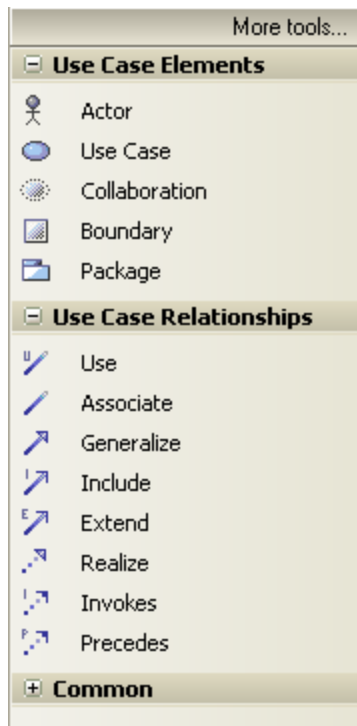 More tools...
Use Case Elements
Actor
Use Case
Collaboration
Boundary
Package
Use Case Relationships
U Use
Associate
Generalize
I Include
E Extend
Realize
I Invokes
P Precedes
Common